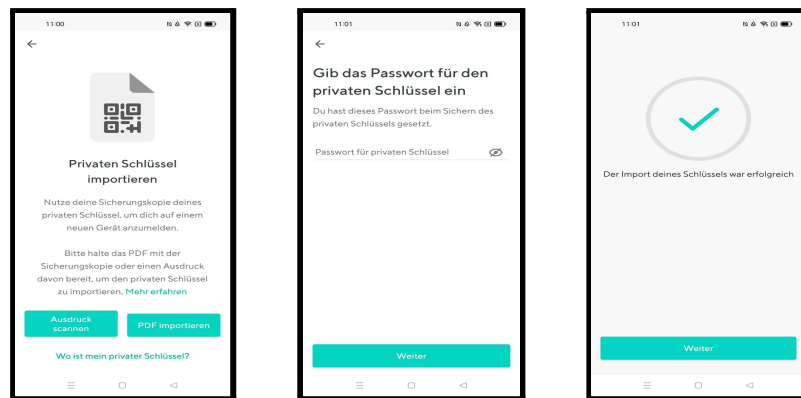 11:00
Privaten Schlüssel
importieren
Nutze deine Sicherungskopie deines
privaten Schlüssel, um dich auf einem
neuen Gerät anzumelden.
Bitte halte das PDF mit der
Sicherungskopie oder einen Ausdruck
davon bereit, um den privaten Schlüssel
zu importieren. Mehr erfahren
Ausdruck
scannen
PDF importieren
Wo ist mein privater Schlüssel?
11:01
Gib das Passwort für den
privaten Schlüssel ein
Du hast dieses Passwort beim Sichern des
privaten Schlüssels gesetzt.
Passwort für privaten Schlüssel
Weiter
11:01
Der Import deines Schlüssels war erfolgreich
Weiter